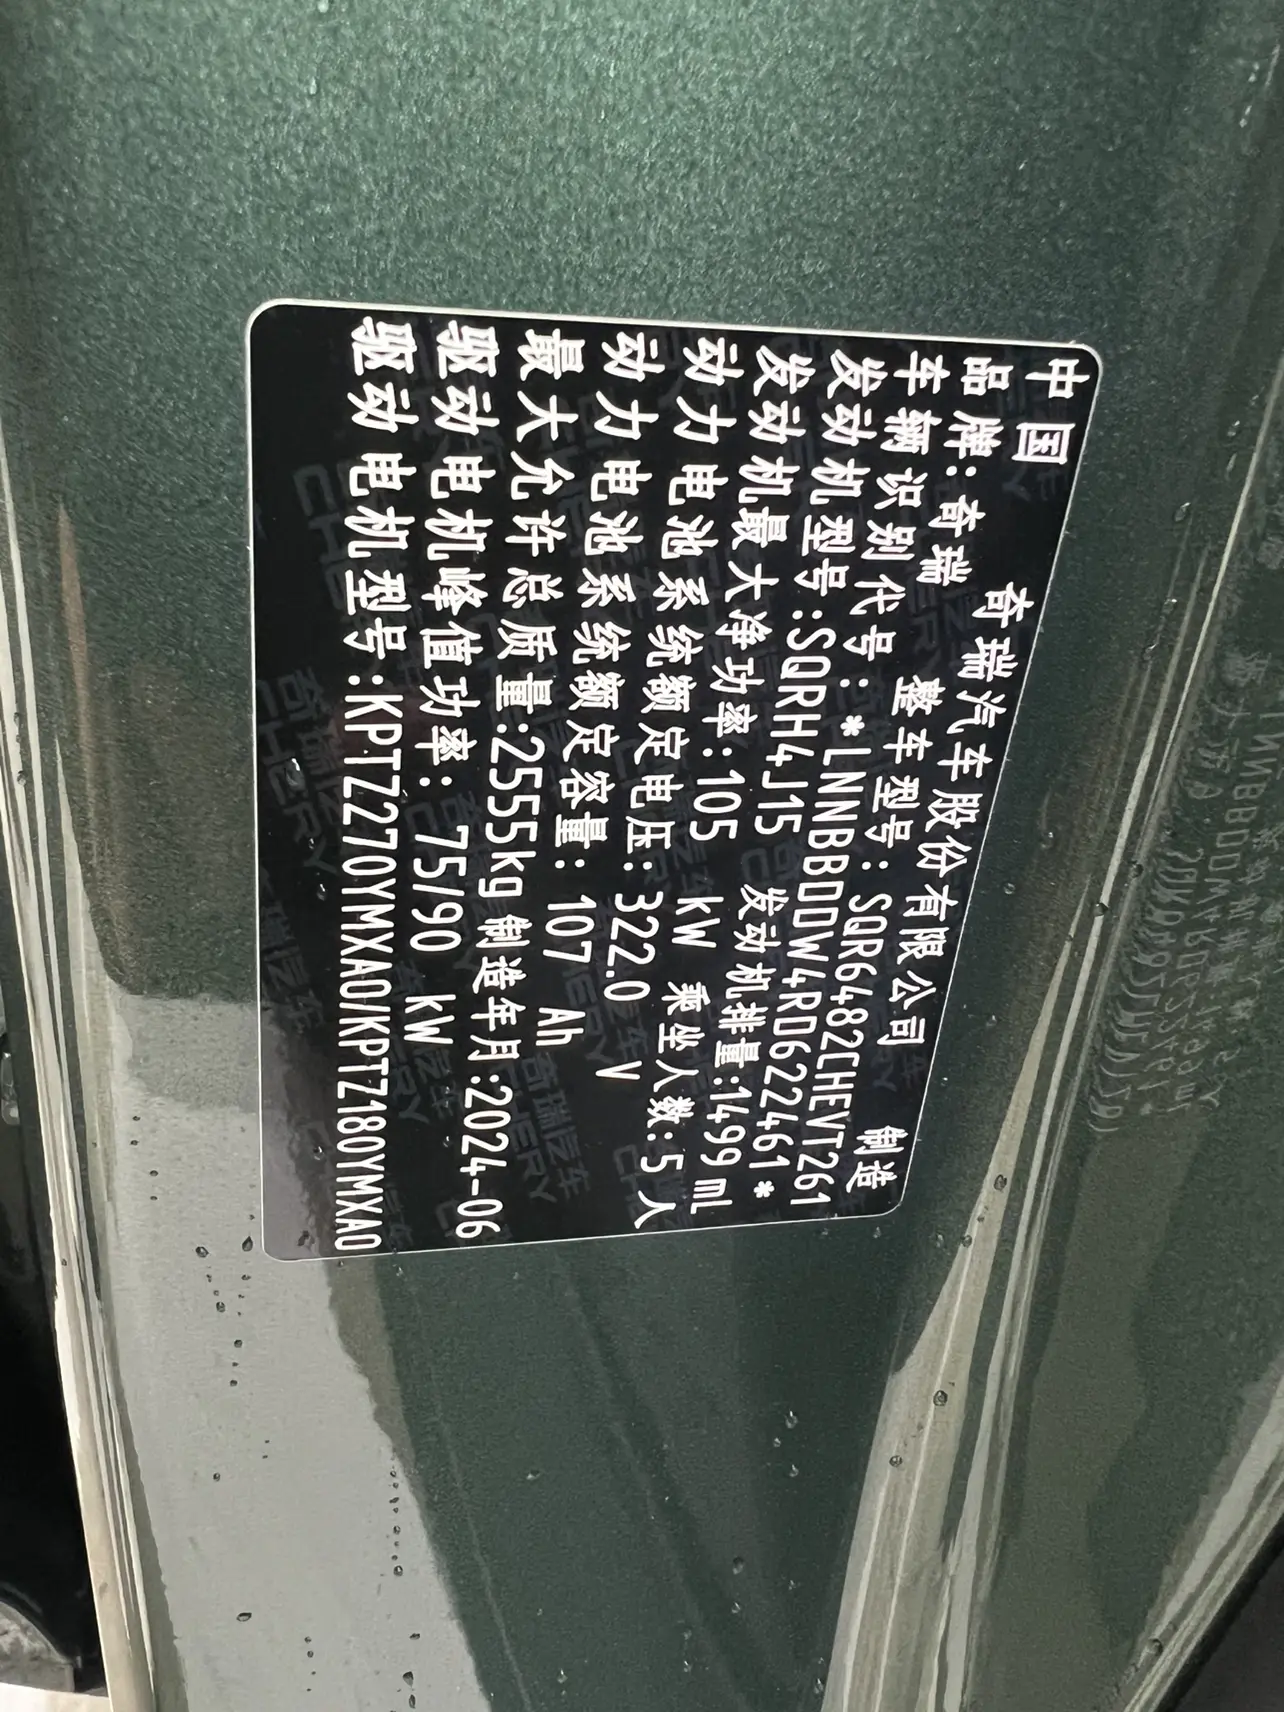 中国 奇瑞汽车股份有限公司 制造
品牌:奇瑞 整车型号: SQR6482CHEVT261
车辆识别代号: *LNNBBDDW4RD622461*
发动机型号:SQRH4J15 发动机排量:1499 mL
发动机最大净功率:105 kW 乘坐人数:5 人
动力电池系统额定电压: 322.0 V
动力电池系统额定容量: 107 Ah
最大允许总质量:2555kg 制造年月:2024-06
驱动电机峰值功率: 75/90 kW
驱动电机型号:KPTZ270YMXA0/KPTZ180YMXA0